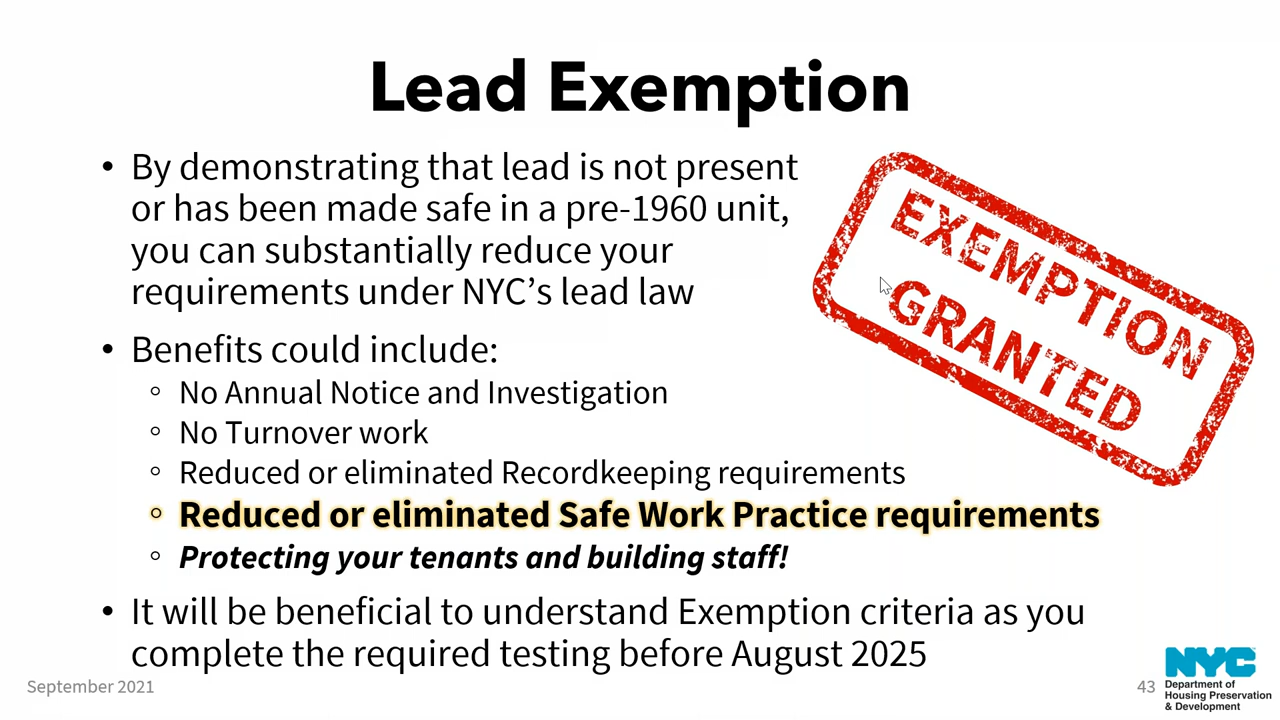 Lead Exemption
• By demonstrating that lead is not present
or has been made safe in a pre-1960 unit,
you can substantially reduce your
requirements under NYC’s lead law
EXEMPTION
GRANTED
• Benefits could include:
◦ No Annual Notice and Investigation
◦ No Turnover work
◦ Reduced or eliminated Recordkeeping requirements
◦ Reduced or eliminated Safe Work Practice requirements
◦ Protecting your tenants and building staff!
• It will be beneficial to understand Exemption criteria as you
complete the required testing before August 2025
September 2021
43
NYC
Department of
Housing Preservation
& Development